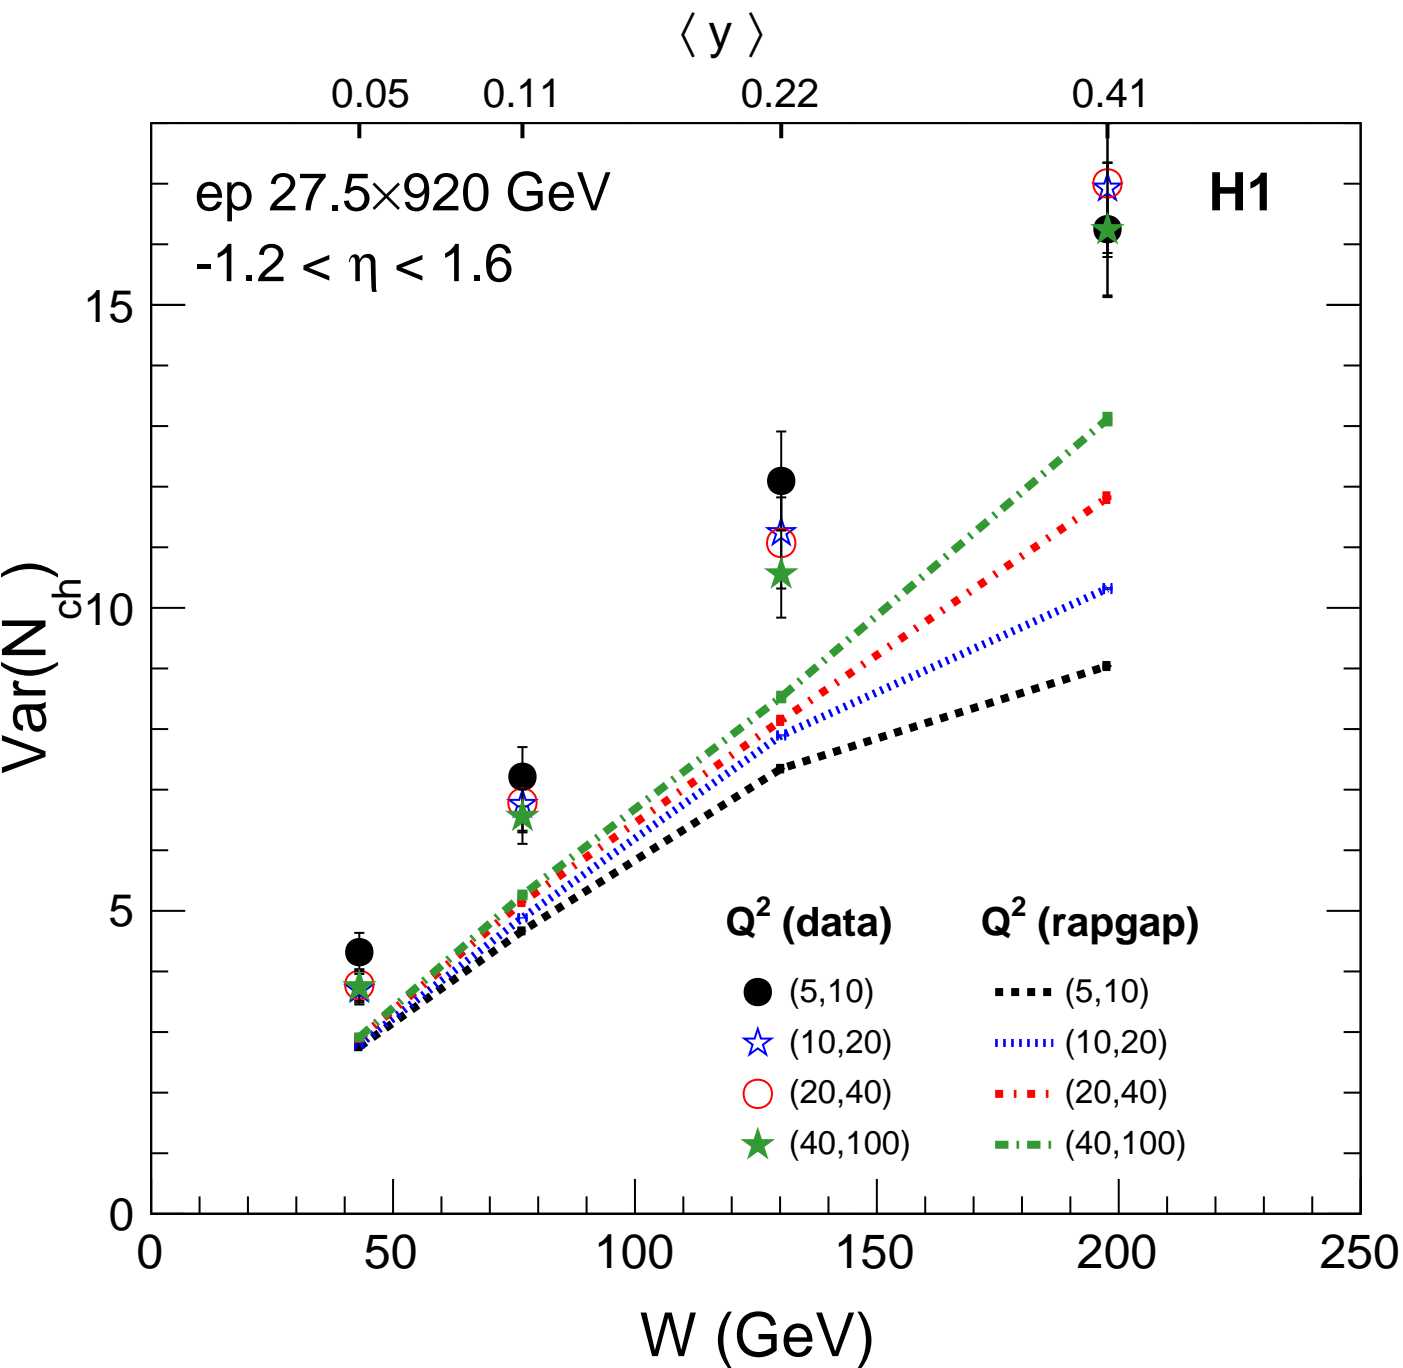 ⟨ y ⟩
0.05 0.11 0.22 0.41
ep 27.5×920 GeV
H1
-1.2 < η < 1.6
15
10
5
0
Var(N_ch)
Q² (data) Q² (rapgap)
(5,10) (5,10)
(10,20) (10,20)
(20,40) (20,40)
(40,100) (40,100)
0 50 100 150 200 250
W (GeV)